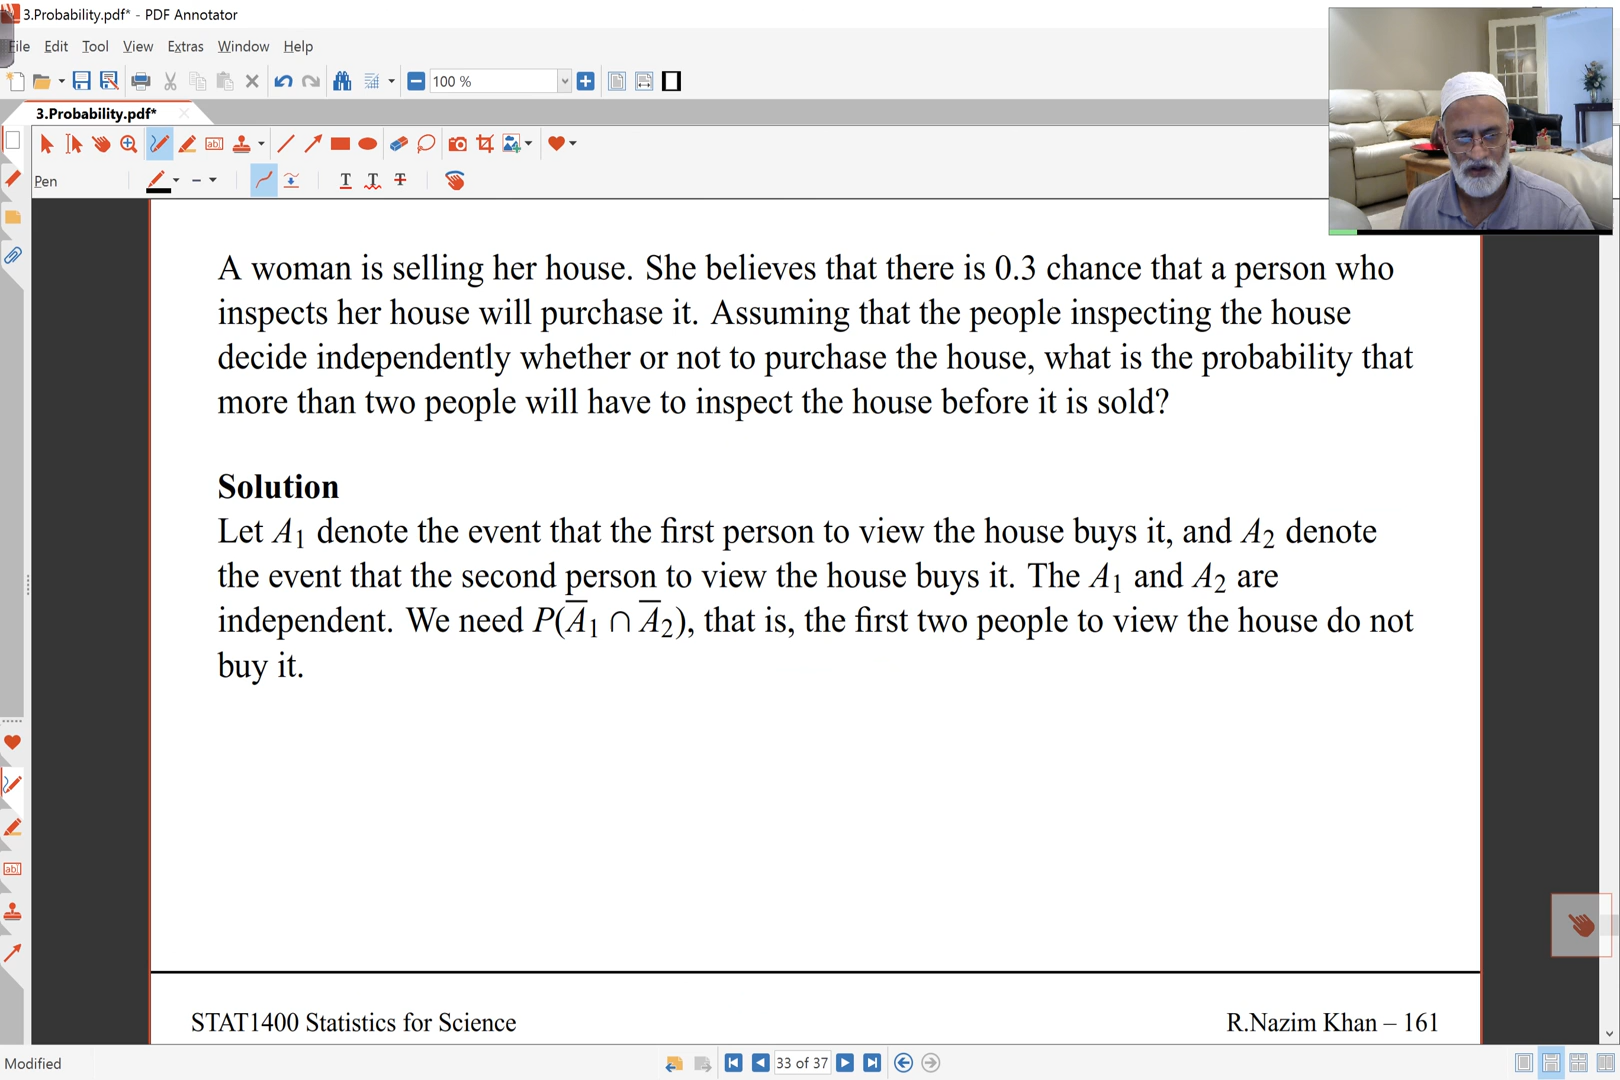 3.Probability.pdf* - PDF Annotator
File Edit Tool View Extras Window Help
100 %
3.Probability.pdf*
Pen
A woman is selling her house. She believes that there is 0.3 chance that a person who
inspects her house will purchase it. Assuming that the people inspecting the house
decide independently whether or not to purchase the house, what is the probability that
more than two people will have to inspect the house before it is sold?
Solution
Let A₁ denote the event that the first person to view the house buys it, and A₂ denote
the event that the second person to view the house buys it. The A₁ and A₂ are
independent. We need P(A̅₁ ∩ A̅₂), that is, the first two people to view the house do not
buy it.
STAT1400 Statistics for Science
R.Nazim Khan – 161
Modified
33 of 37